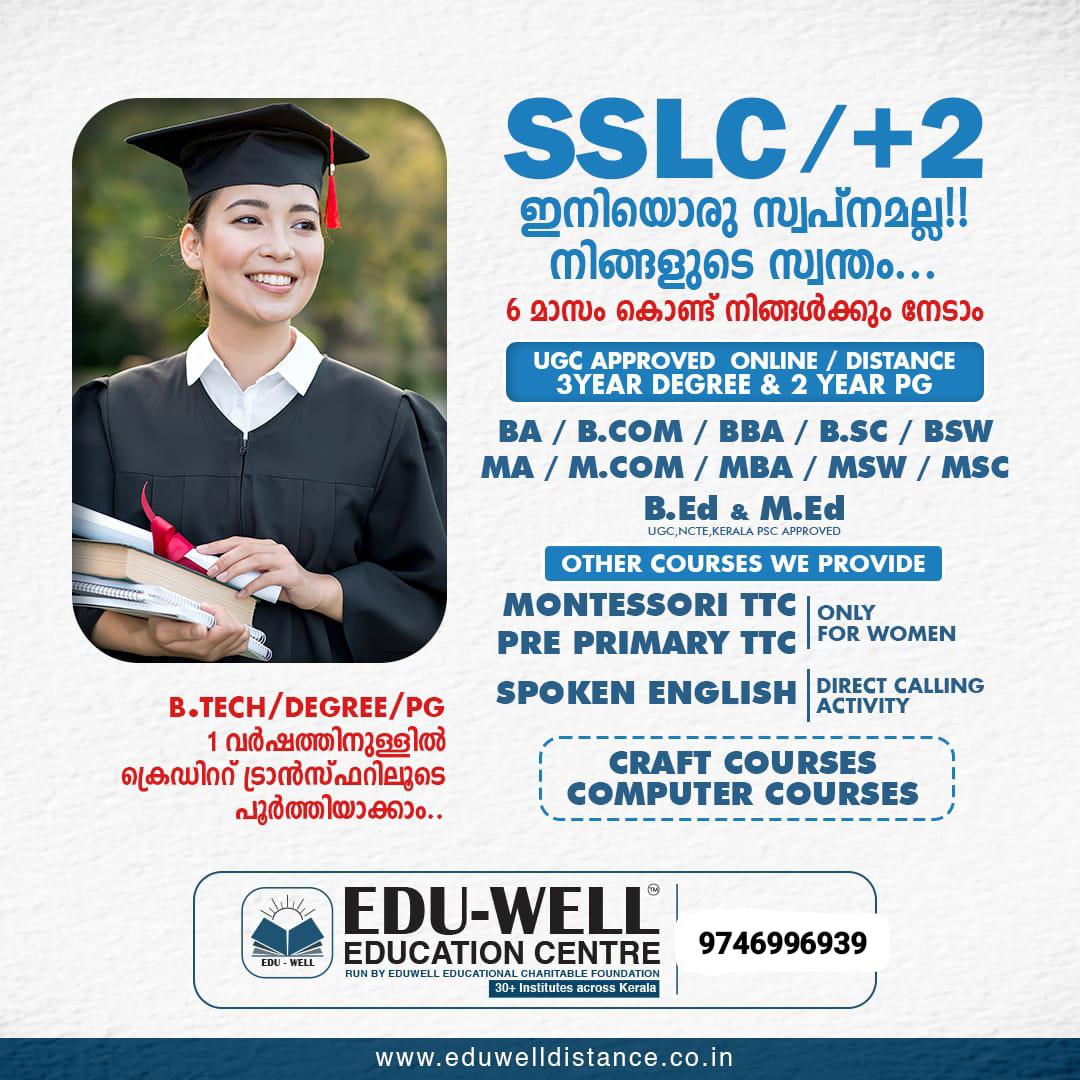 SSLC/+2
ഇനിയൊരു സ്വപ്നമല്ല!!
നിങ്ങളുടെ സ്വന്തം...
6 മാസം കൊണ്ട് നിങ്ങൾക്കും നേടാം
UGC APPROVED ONLINE / DISTANCE
3YEAR DEGREE & 2 YEAR PG
BA / B.COM / BBA / B.SC / BSW
MA / M.COM / MBA / MSW / MSC
B.Ed & M.Ed
UGC,NCTE,KERALA PSC APPROVED
OTHER COURSES WE PROVIDE
MONTESSORI TTC
PRE PRIMARY TTC
ONLY
FOR WOMEN
SPOKEN ENGLISH
DIRECT CALLING
ACTIVITY
CRAFT COURSES
COMPUTER COURSES
B.TECH/DEGREE/PG
1 വർഷത്തിനുള്ളിൽ
ക്രെഡിററ് ട്രാൻസ്ഫറിലൂടെ
പൂർത്തിയാക്കാം..
EDU - WELL
EDU-WELL™
EDUCATION CENTRE
RUN BY EDUWELL EDUCATIONAL CHARITABLE FOUNDATION
30+ Institutes across Kerala
9746996939
www.eduwelldistance.co.in